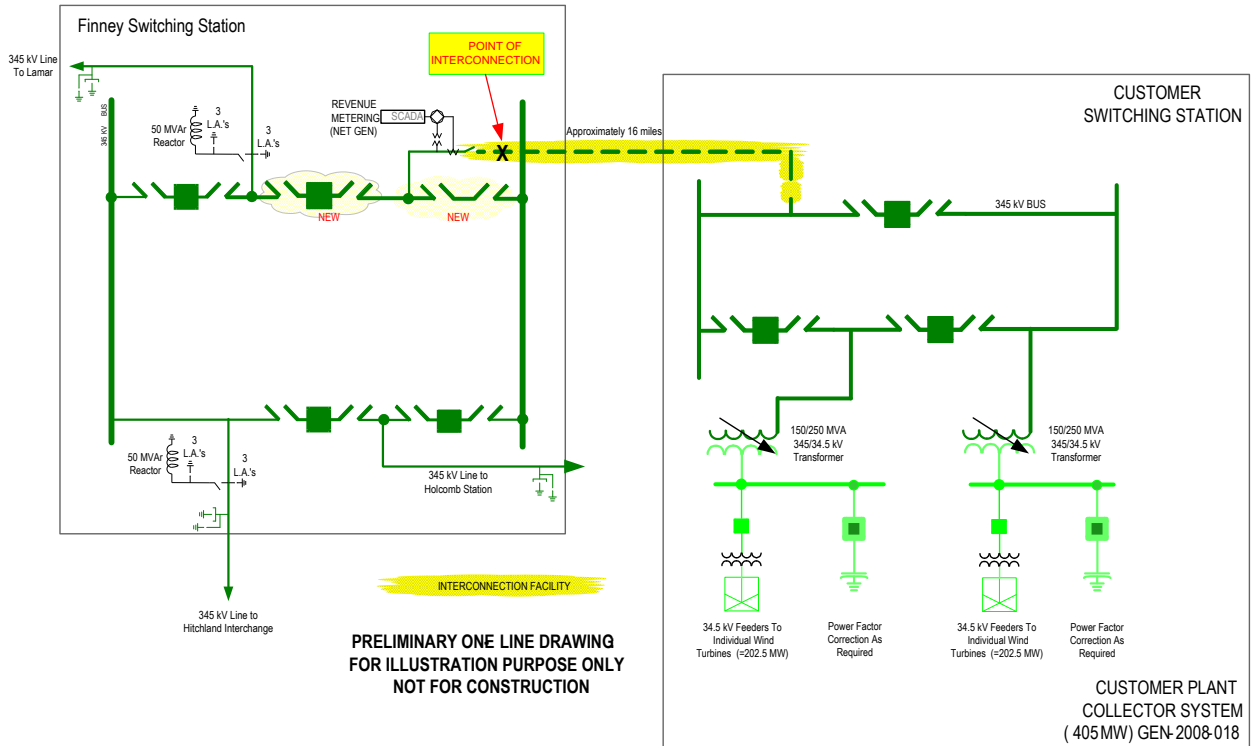 Finney Switching Station
345 kV Line
To Lamar
345 KV BUS
50 MVAr
Reactor
3
L.A.'s
3
L.A.'s
REVENUE
METERING
(NET GEN)
SCADA
POINT OF
INTERCONNECTION
X
Approximately 16 miles
NEW
NEW
CUSTOMER
SWITCHING STATION
345 kV BUS
50 MVAr
Reactor
3
L.A.'s
3
L.A.'s
345 kV Line to
Holcomb Station
345 kV Line to
Hitchland Interchange
150/250 MVA
345/34.5 kV
Transformer
150/250 MVA
345/34.5 kV
Transformer
INTERCONNECTION FACILITY
PRELIMINARY ONE LINE DRAWING
FOR ILLUSTRATION PURPOSE ONLY
NOT FOR CONSTRUCTION
34.5 kV Feeders To
Individual Wind
Turbines (=202.5 MW)
Power Factor
Correction As
Required
34.5 kV Feeders To
Individual Wind
Turbines (=202.5 MW)
Power Factor
Correction As
Required
CUSTOMER PLANT
COLLECTOR SYSTEM
( 405 MW) GEN-2008-018